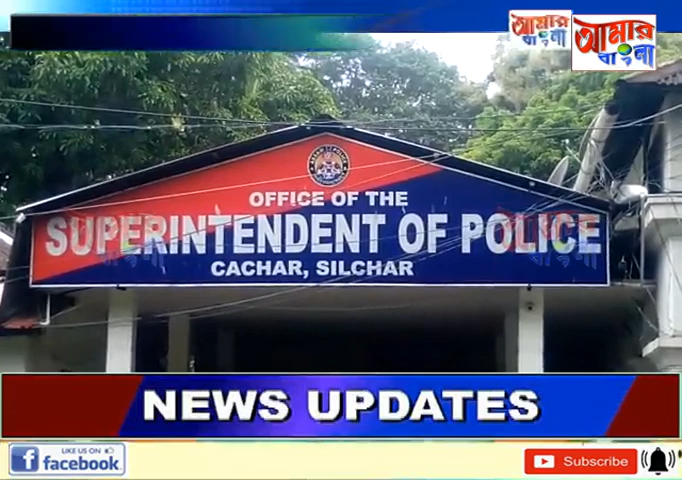 আমার
বাংলা
আমার
বাংলা
OFFICE OF THE
SUPERINTENDENT OF POLICE
CACHAR, SILCHAR
NEWS UPDATES
LIKE US ON
facebook.
Subscribe